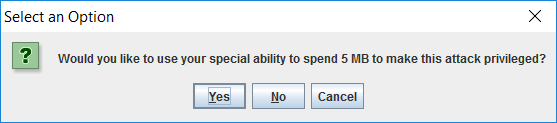 Select an Option
Would you like to use your special ability to spend 5 MB to make this attack privileged?
Yes
No
Cancel